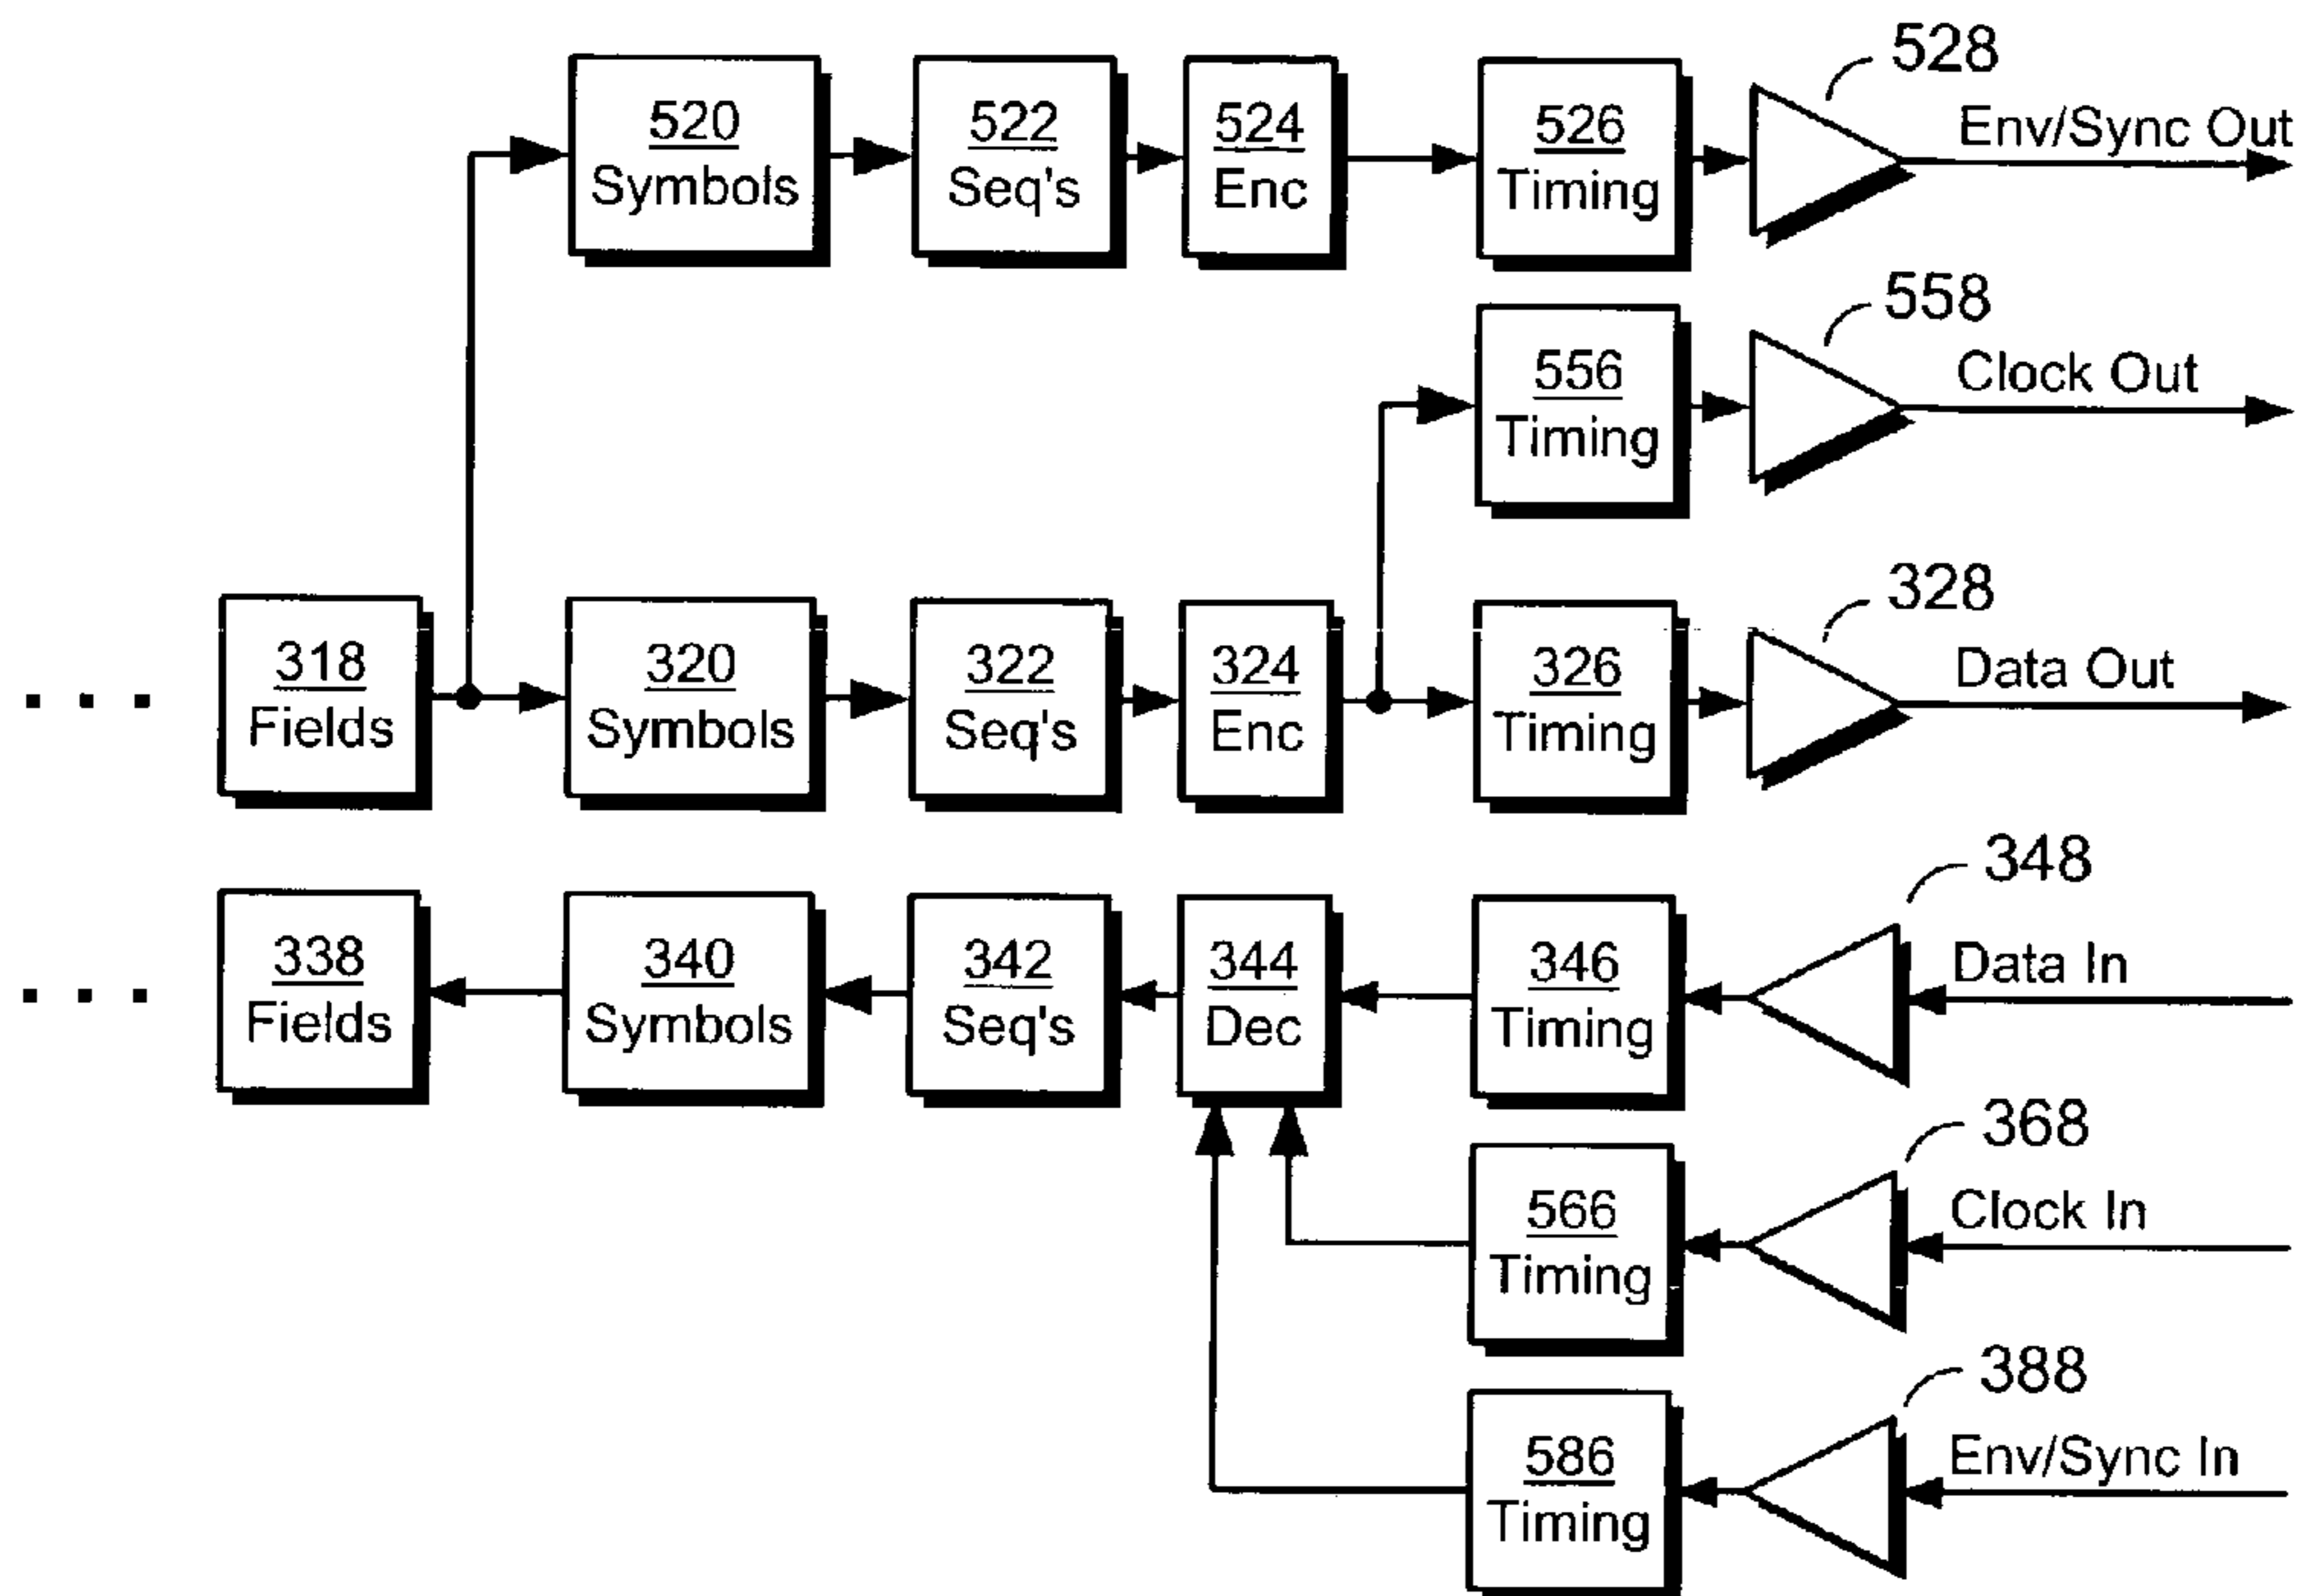 528
520
Symbols
522
Seq's
524
Enc
526
Timing
Env/Sync Out
558
556
Timing
Clock Out
328
318
Fields
320
Symbols
322
Seq's
324
Enc
326
Timing
Data Out
. . .
348
338
Fields
340
Symbols
342
Seq's
344
Dec
346
Timing
Data In
. . .
368
566
Timing
Clock In
388
586
Timing
Env/Sync In